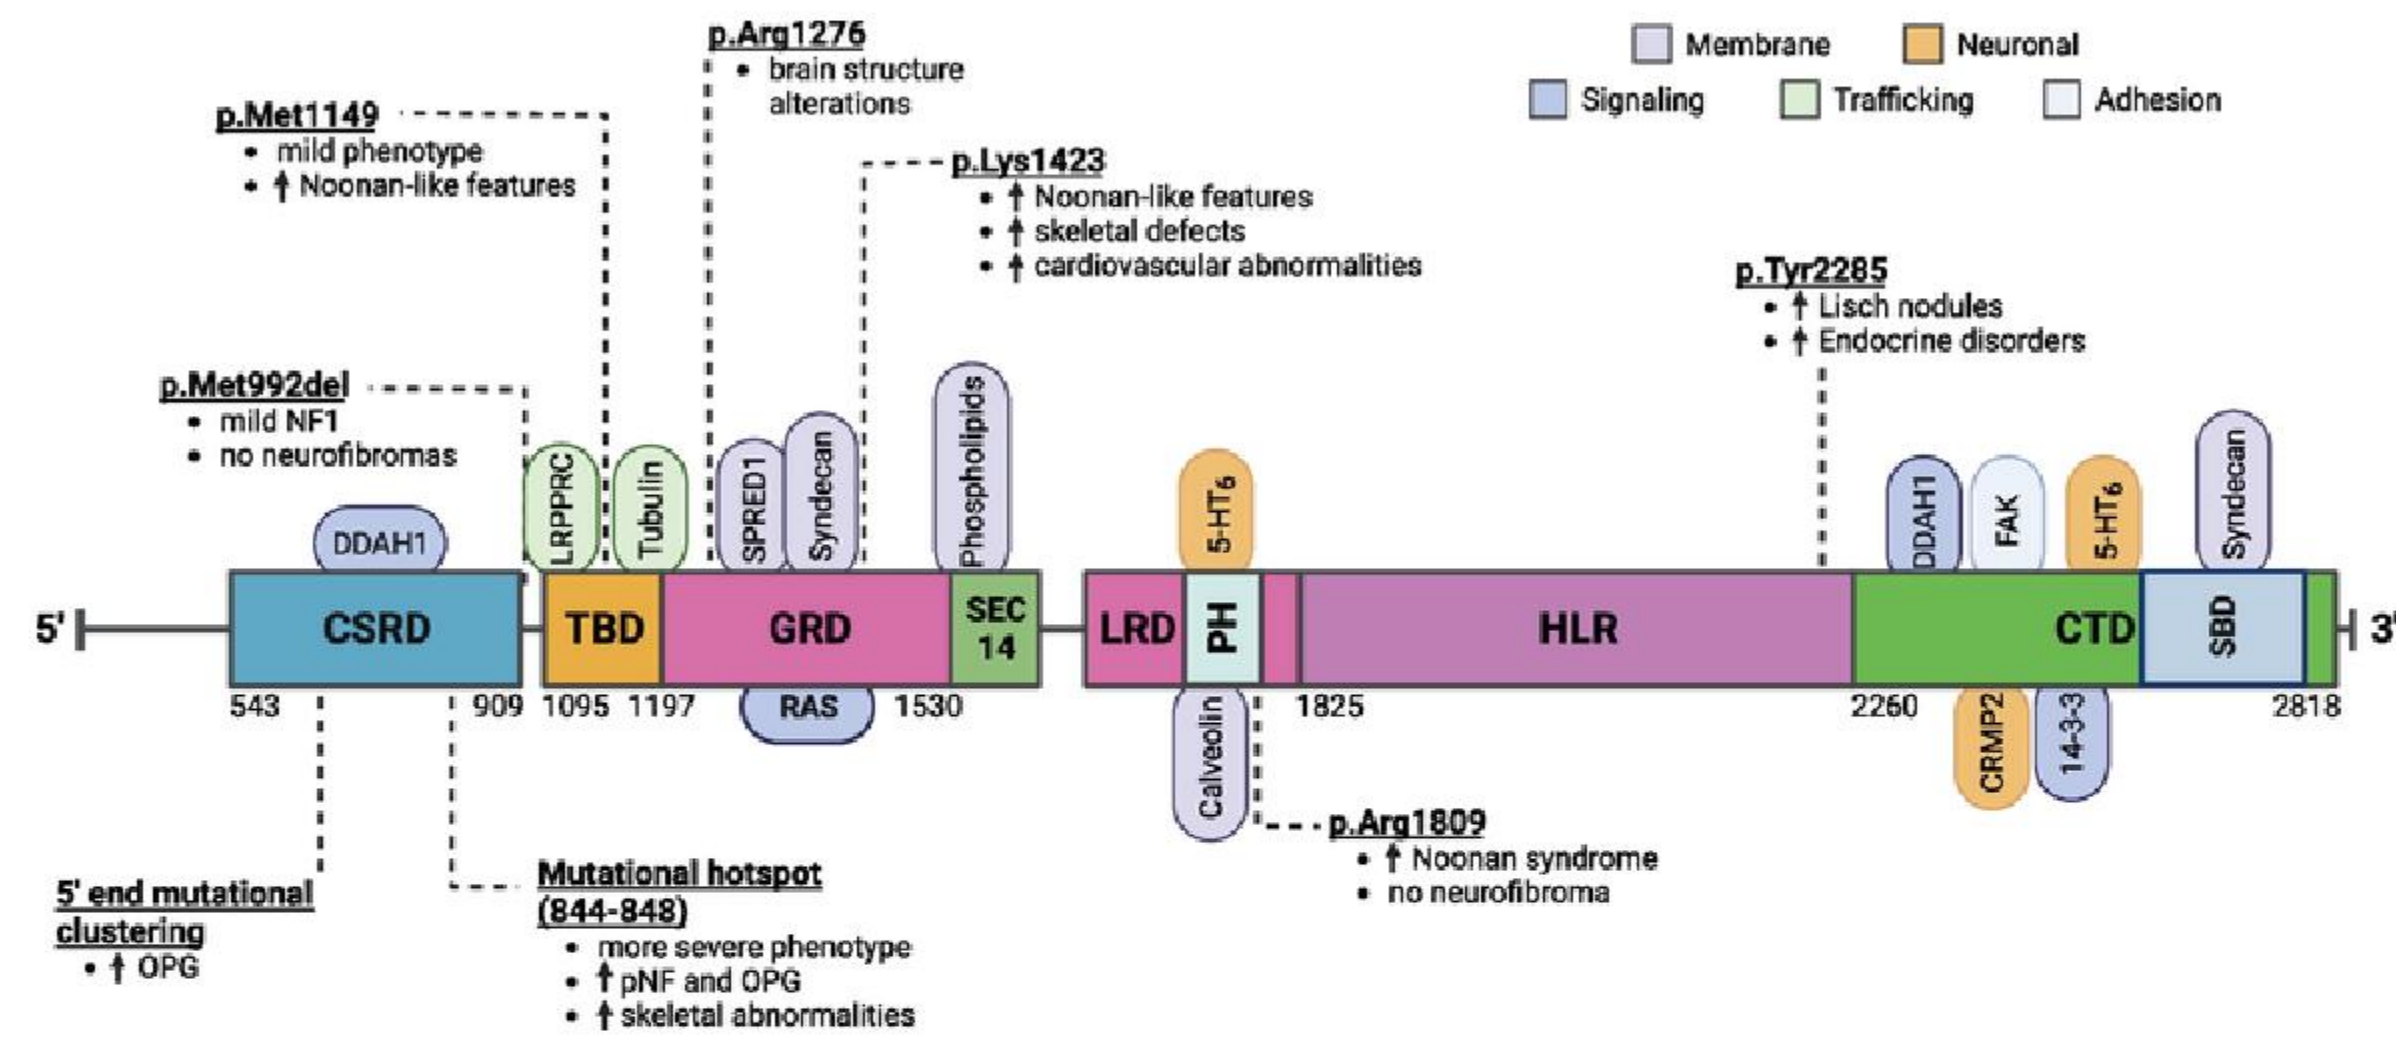 p.Arg1276
• brain structure
alterations
Membrane
Neuronal
Signaling
Trafficking
Adhesion
p.Met1149
• mild phenotype
• ↑ Noonan-like features
p.Lys1423
• ↑ Noonan-like features
• ↑ skeletal defects
• ↑ cardiovascular abnormalities
p.Tyr2285
• ↑ Lisch nodules
• ↑ Endocrine disorders
p.Met992del
• mild NF1
• no neurofibromas
DDAH1
LRPPRC
Tubulin
SPRED1
Syndecan
Phospholipids
5-HT6
DDAH1
FAK
5-HT6
Syndecan
5'
CSRD
TBD
GRD
SEC
14
LRD
PH
HLR
CTD
SBD
3'
543
909
1095
1197
RAS
1530
1825
2260
2818
Calveolin
CRMP2
14-3-3
p.Arg1809
• ↑ Noonan syndrome
• no neurofibroma
5' end mutational
clustering
• ↑ OPG
Mutational hotspot
(844-848)
• more severe phenotype
• ↑ pNF and OPG
• ↑ skeletal abnormalities